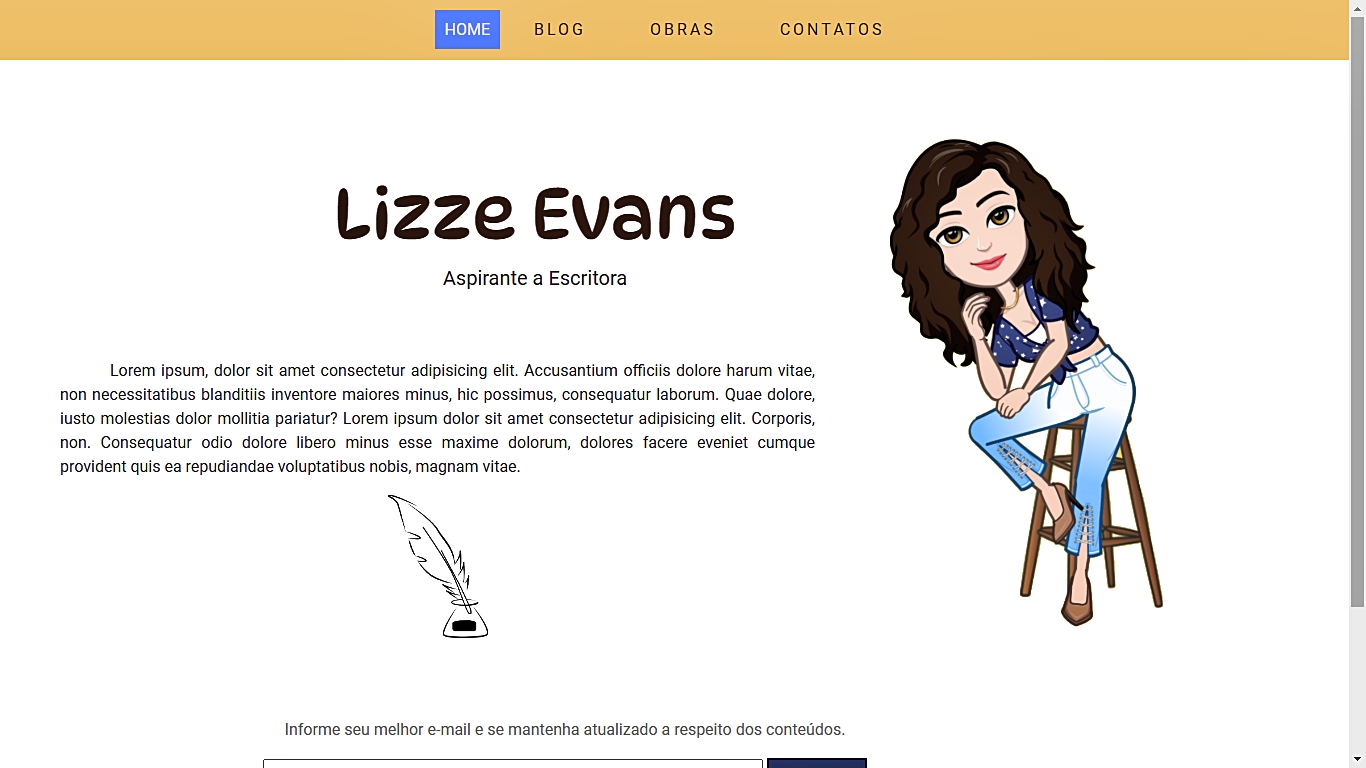 HOME BLOG OBRAS CONTATOS
Lizze Evans
Aspirante a Escritora
Lorem ipsum, dolor sit amet consectetur adipisicing elit. Accusantium officiis dolore harum vitae,
non necessitatibus blanditiis inventore maiores minus, hic possimus, consequatur laborum. Quae dolore,
iusto molestias dolor mollitia pariatur? Lorem ipsum dolor sit amet consectetur adipisicing elit. Corporis,
non. Consequatur odio dolore libero minus esse maxime dolorum, dolores facere eveniet cumque
provident quis ea repudiandae voluptatibus nobis, magnam vitae.
Informe seu melhor e-mail e se mantenha atualizado a respeito dos conteúdos.